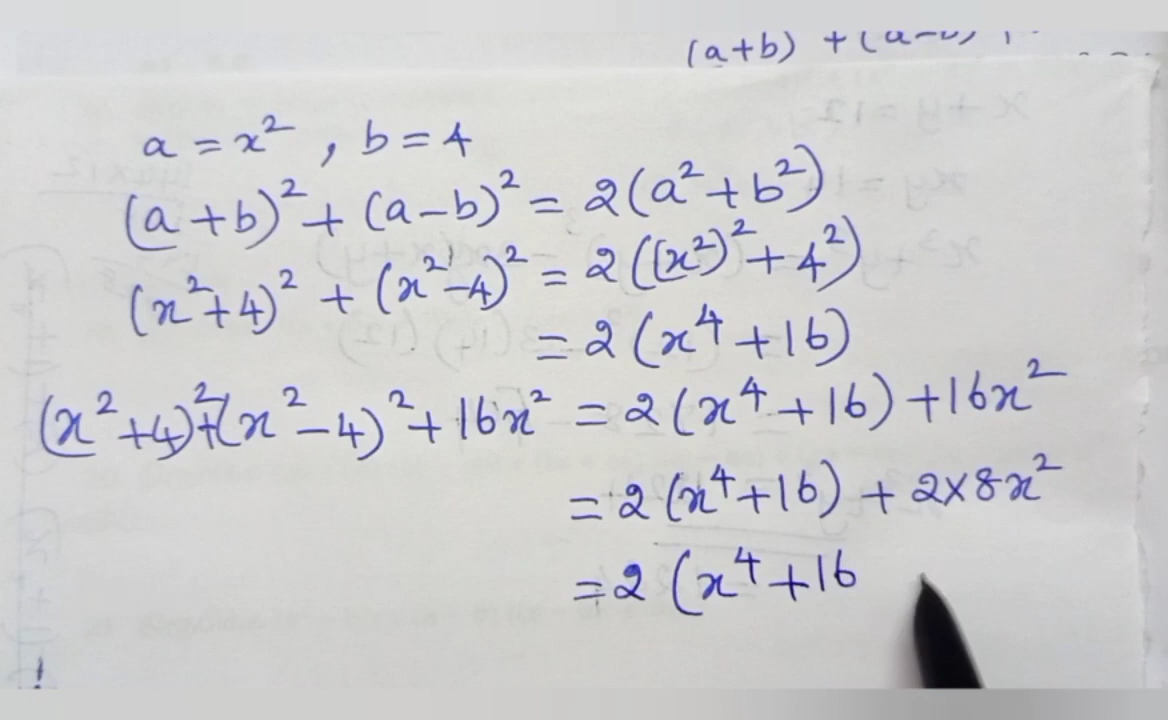 (a+b) + (a-b)
a = x² , b = 4
(a+b)² + (a-b)² = 2(a²+b²)
(x²+4)² + (x²-4)² = 2((x²)²+4²)
= 2(x⁴+16)
(x²+4)²+(x²-4)²+16x² = 2(x⁴+16)+16x²
= 2(x⁴+16) + 2×8x²
= 2(x⁴+16